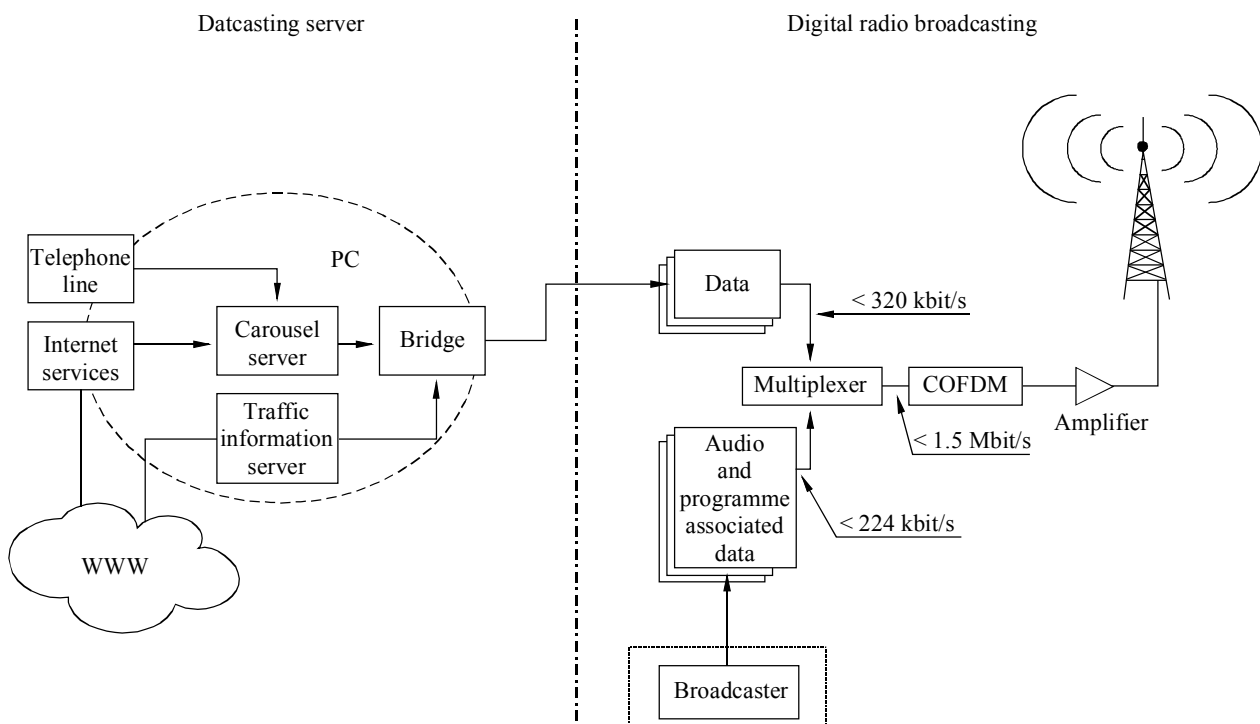 Datcasting server
Digital radio broadcasting
Telephone
line
PC
Internet
services
Carousel
server
Bridge
Traffic
information
server
WWW
Data
< 320 kbit/s
Multiplexer
COFDM
Amplifier
< 1.5 Mbit/s
Audio
and
programme
associated
data
< 224 kbit/s
Broadcaster